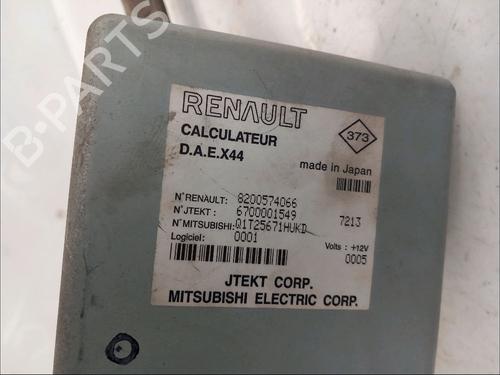 RENAULT
CALCULATEUR
D.A.E.X44
373
made in Japan
N°RENAULT: 8200574066
N°JTEKT: 6700001549 7213
N°MITSUBISHI: Q1T25671HUKD
Logiciel: 0001 Volts: +12V
0005
JTEKT CORP.
MITSUBISHI ELECTRIC CORP.
B-PARTS